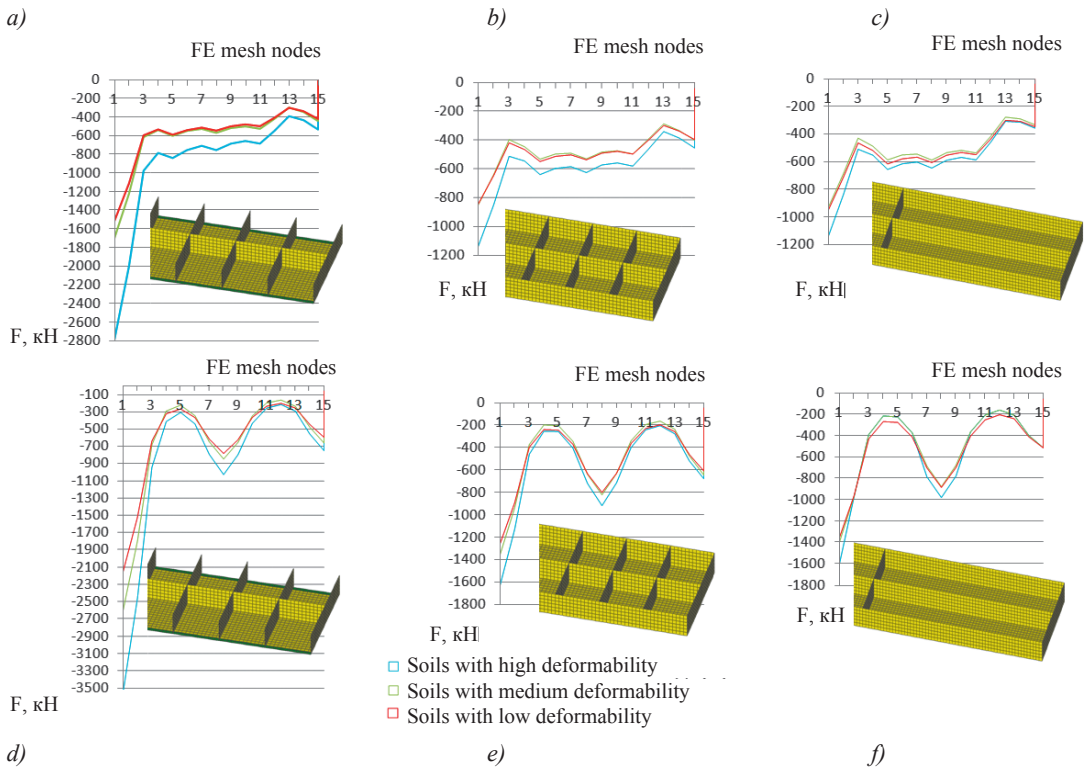 a)
b)
c)
FE mesh nodes
0
-200
-400
-600
-800
-1000
-1200
-1400
-1600
-1800
-2000
-2200
-2400
-2600
-2800
1 3 5 7 9 11 13 15
F, кН
FE mesh nodes
0
-200
-400
-600
-800
-1000
-1200
1 3 5 7 9 11 13 15
F, кН
FE mesh nodes
0
-200
-400
-600
-800
-1000
-1200
1 3 5 7 9 11 13 15
F, кН
FE mesh nodes
-100
-300
-500
-700
-900
-1100
-1300
-1500
-1700
-1900
-2100
-2300
-2500
-2700
-2900
-3100
-3300
-3500
1 3 5 7 9 11 13 15
F, кН
FE mesh nodes
0
-200
-400
-600
-800
-1000
-1200
-1400
-1600
-1800
1 3 5 7 9 11 13 15
F, кН
FE mesh nodes
0
-200
-400
-600
-800
-1000
-1200
-1400
-1600
-1800
1 3 5 7 9 11 13 15
F, кН
Soils with high deformability
Soils with medium deformability
Soils with low deformability
d)
e)
f)